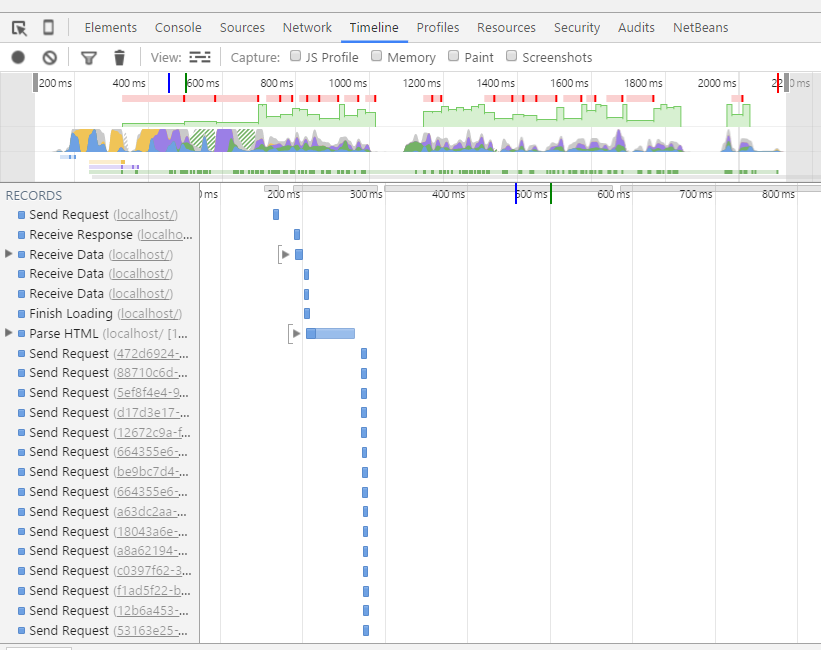 Elements Console Sources Network Timeline Profiles Resources Security Audits NetBeans
View: Capture: JS Profile Memory Paint Screenshots
200 ms 400 ms 600 ms 800 ms 1000 ms 1200 ms 1400 ms 1600 ms 1800 ms 2000 ms
RECORDS
200 ms 300 ms 400 ms 500 ms 600 ms 700 ms 800 ms
Send Request (localhost/)
Receive Response (localho...
Receive Data (localhost/)
Receive Data (localhost/)
Receive Data (localhost/)
Finish Loading (localhost/)
Parse HTML (localhost/ [1...
Send Request (472d6924-...
Send Request (88710c6d-...
Send Request (5ef8f4e4-9...
Send Request (d17d3e17-...
Send Request (12672c9a-f...
Send Request (664355e6-...
Send Request (be9bc7d4-...
Send Request (664355e6-...
Send Request (a63dc2aa-...
Send Request (18043a6e-...
Send Request (a8a62194-...
Send Request (c0397f62-3...
Send Request (f1ad5f22-b...
Send Request (12b6a453-...
Send Request (53163e25-...